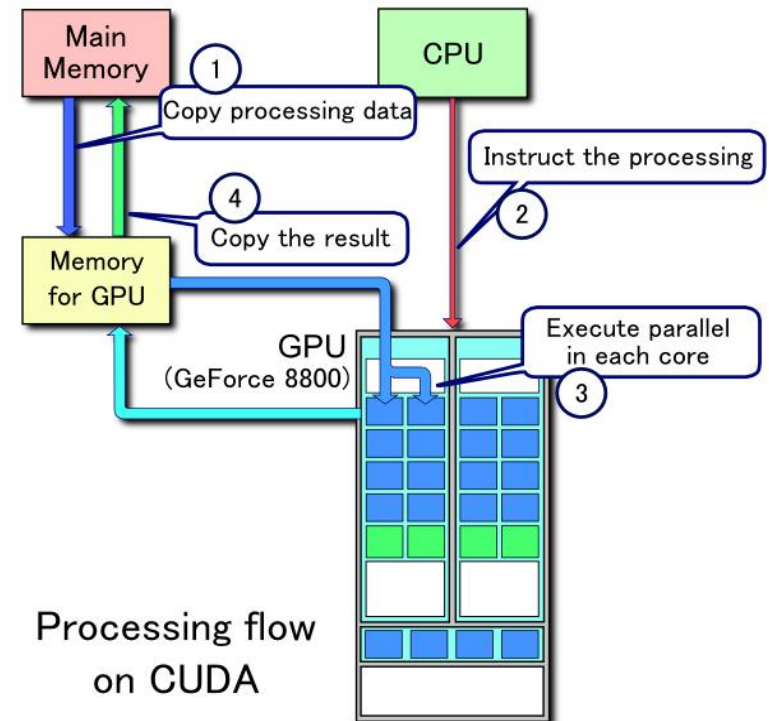 Main
Memory
CPU
1
Copy processing data
Instruct the processing
2
4
Copy the result
Memory
for GPU
GPU
(GeForce 8800)
Execute parallel
in each core
3
Processing flow
on CUDA